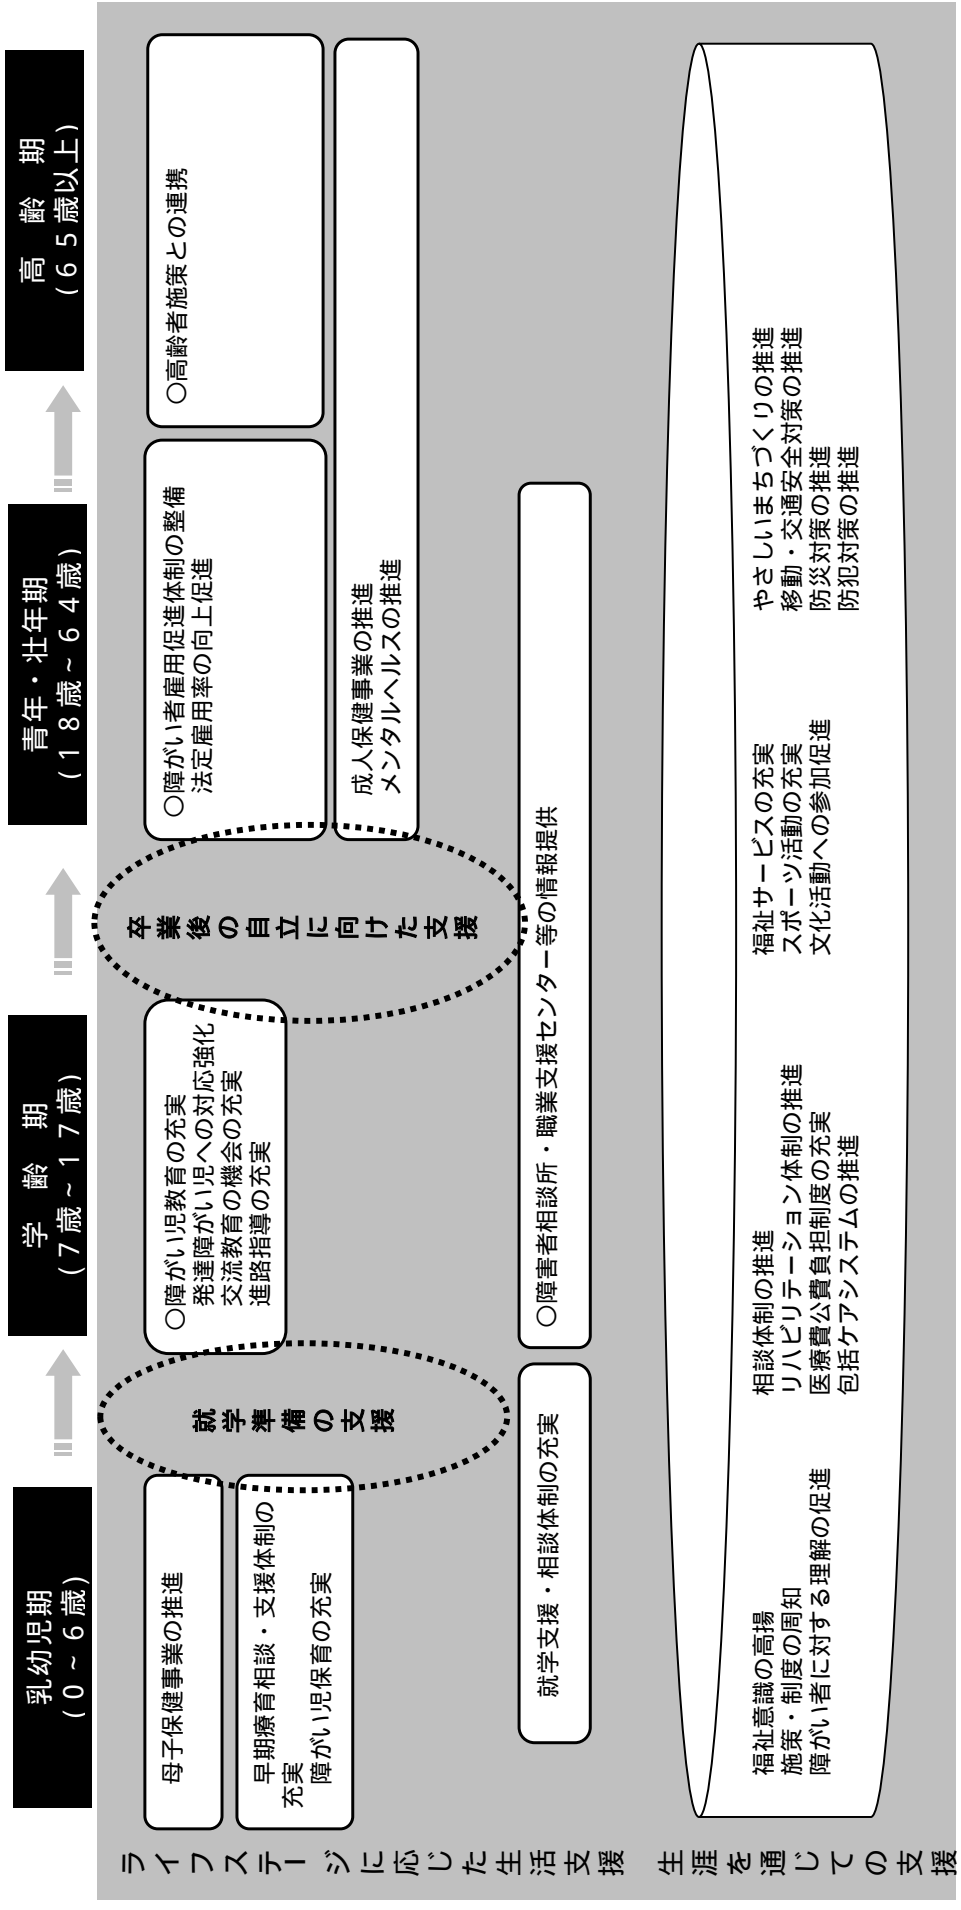 乳幼児期
(0～6歳)
学齢期
(7歳～17歳)
青年・壮年期
(18歳～64歳)
高齢期
(65歳以上)
ライフステージに応じた生活支援
母子保健事業の推進
早期療育相談・支援体制の
充実
障がい児保育の充実
就学準備の支援
○障がい児教育の充実
発達障がい児への対応強化
交流教育の機会の充実
進路指導の充実
卒業後の自立に向けた支援
○障がい者雇用促進体制の整備
法定雇用率の向上促進
○高齢者施策との連携
成人保健事業の推進
メンタルヘルスの推進
就学支援・相談体制の充実
○障害者相談所・職業支援センター等の情報提供
生涯を通じての支援
福祉意識の高揚
施策・制度の周知
障がい者に対する理解の促進
相談体制の推進
リハビリテーション体制の推進
医療費公費負担制度の充実
包括ケアシステムの推進
福祉サービスの充実
スポーツ活動の充実
文化活動への参加促進
やさしいまちづくりの推進
移動・交通安全対策の推進
防災対策の推進
防犯対策の推進